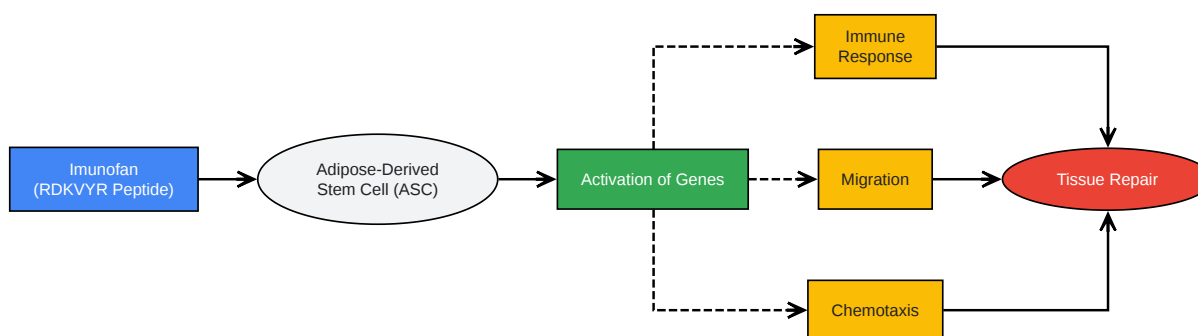 Imunofan
(RDKVYR Peptide)
Adipose-Derived
Stem Cell (ASC)
Activation of Genes
Immune
Response
Migration
Chemotaxis
Tissue Repair